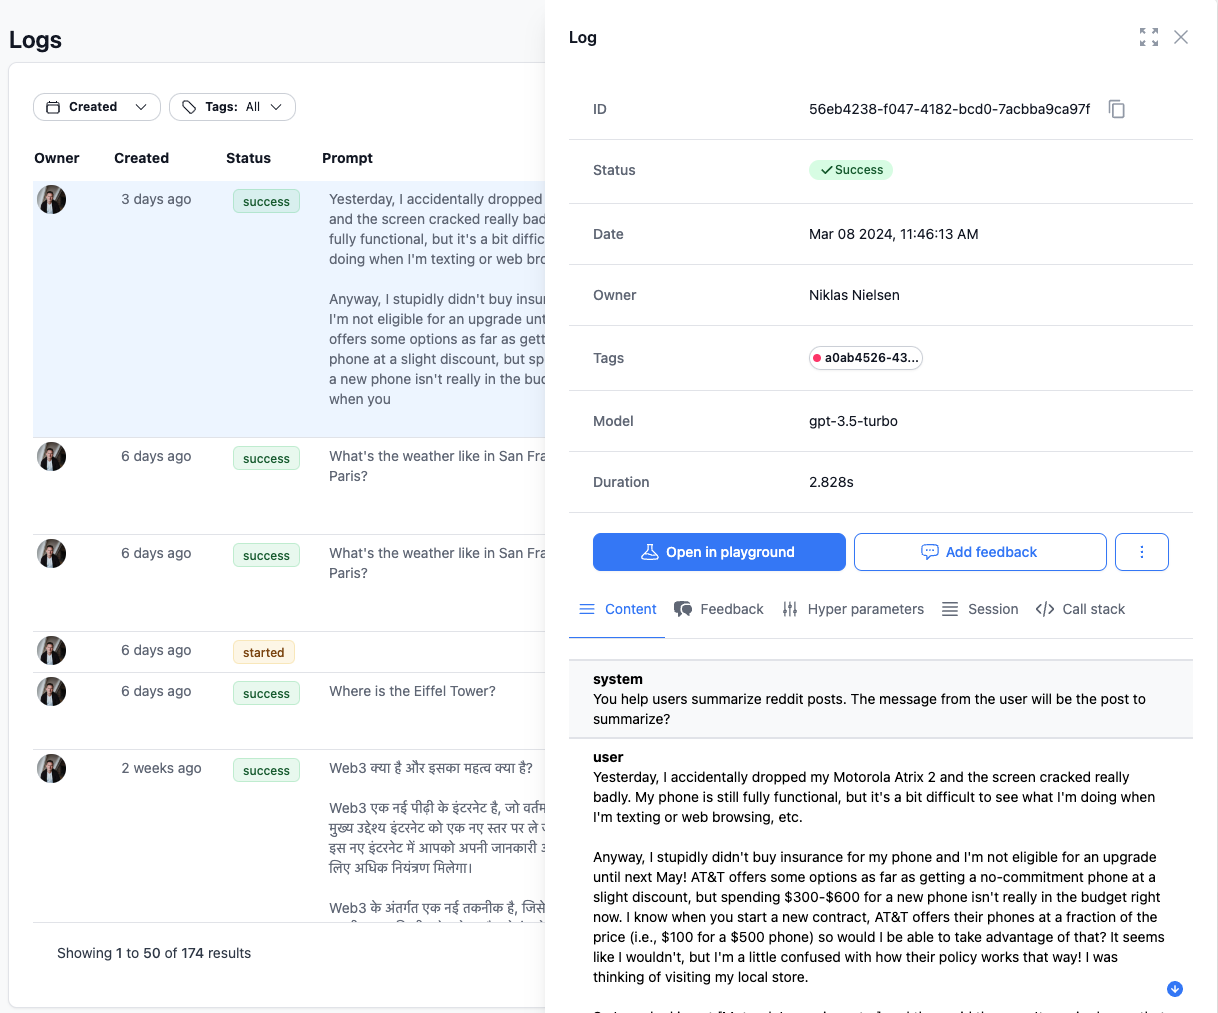 Logs
Created
Tags: All
Owner Created Status Prompt
3 days ago success Yesterday, I accidentally dropped
and the screen cracked really bad
fully functional, but it's a bit diffic
doing when I'm texting or web bro
Anyway, I stupidly didn't buy insu
I'm not eligible for an upgrade unt
offers some options as far as gett
phone at a slight discount, but sp
a new phone isn't really in the bud
when you
6 days ago success What's the weather like in San Fra
Paris?
6 days ago success What's the weather like in San Fra
Paris?
6 days ago started
6 days ago success Where is the Eiffel Tower?
2 weeks ago success Web3 क्या है और इसका महत्व क्या है?
Web3 एक नई पीढ़ी के इंटरनेट है, जो वर्तम
मुख्य उद्देश्य इंटरनेट को एक नए स्तर पर ले
इस नए इंटरनेट में आपको अपनी जानकारी
लिए अधिक नियंत्रण मिलेगा।
Web3 के अंतर्गत एक नई तकनीक है, जिसे
Showing 1 to 50 of 174 results
Log
ID 56eb4238-f047-4182-bcd0-7acbba9ca97f
Status Success
Date Mar 08 2024, 11:46:13 AM
Owner Niklas Nielsen
Tags a0ab4526-43...
Model gpt-3.5-turbo
Duration 2.828s
Open in playground Add feedback
Content Feedback Hyper parameters Session Call stack
system
You help users summarize reddit posts. The message from the user will be the post to
summarize?
user
Yesterday, I accidentally dropped my Motorola Atrix 2 and the screen cracked really
badly. My phone is still fully functional, but it's a bit difficult to see what I'm doing when
I'm texting or web browsing, etc.
Anyway, I stupidly didn't buy insurance for my phone and I'm not eligible for an upgrade
until next May! AT&T offers some options as far as getting a no-commitment phone at a
slight discount, but spending $300-$600 for a new phone isn't really in the budget right
now. I know when you start a new contract, AT&T offers their phones at a fraction of the
price (i.e., $100 for a $500 phone) so would I be able to take advantage of that? It seems
like I wouldn't, but I'm a little confused with how their policy works that way! I was
thinking of visiting my local store.